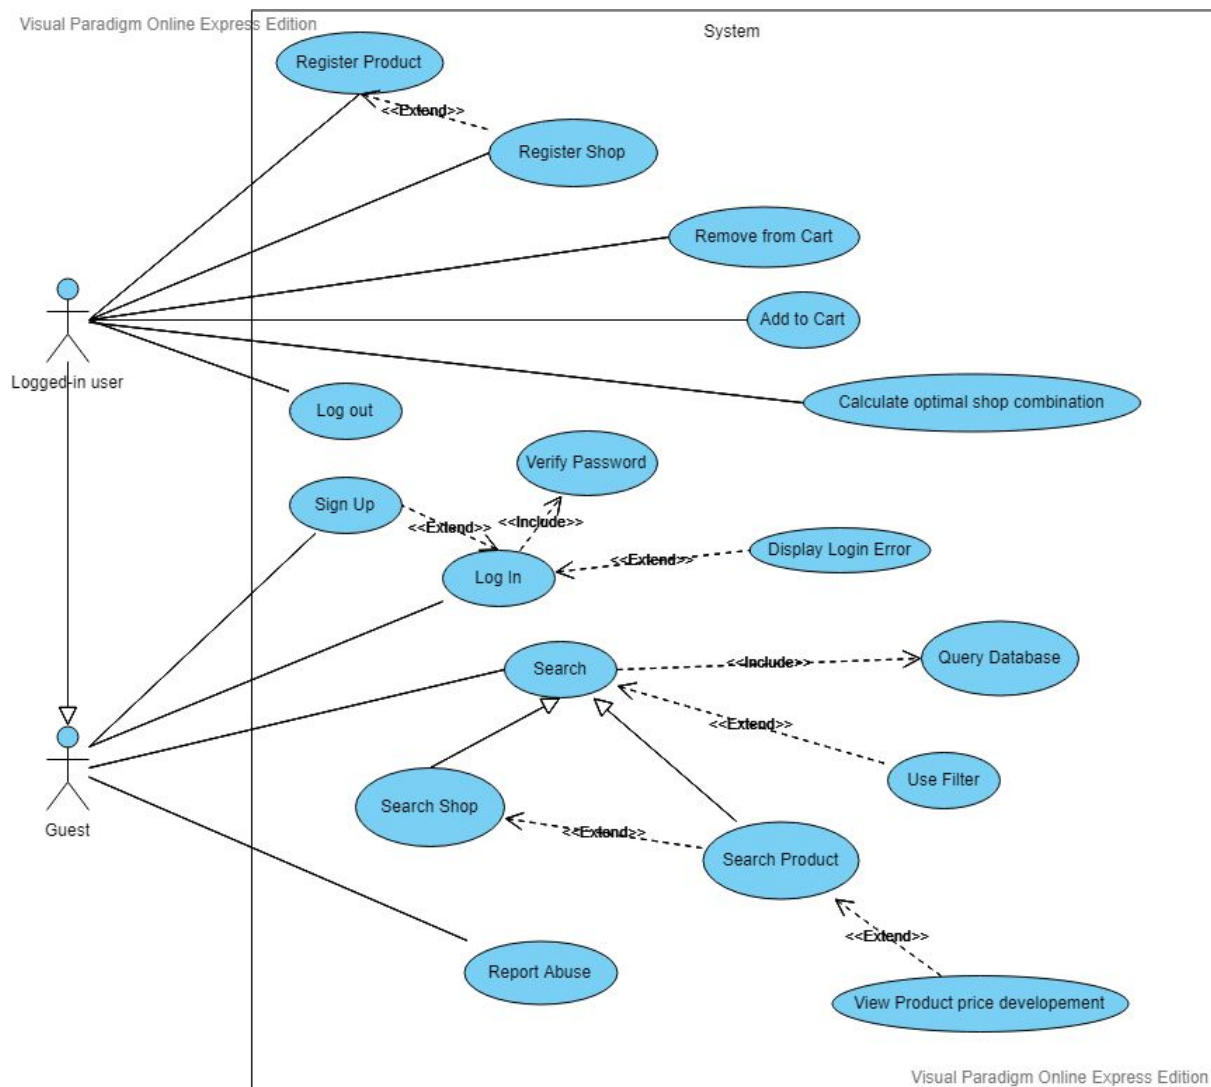 Visual Paradigm Online Express Edition
System
Register Product
<<Extend>>
Register Shop
Remove from Cart
Add to Cart
Logged-in user
Calculate optimal shop combination
Log out
Verify Password
Sign Up
<<Extend>>
<<Include>>
Display Login Error
<<Extend>>
Log In
Search
<<Include>>
Query Database
<<Extend>>
Use Filter
Search Shop
Guest
<<Extend>>
Search Product
<<Extend>>
Report Abuse
View Product price developement
Visual Paradigm Online Express Edition